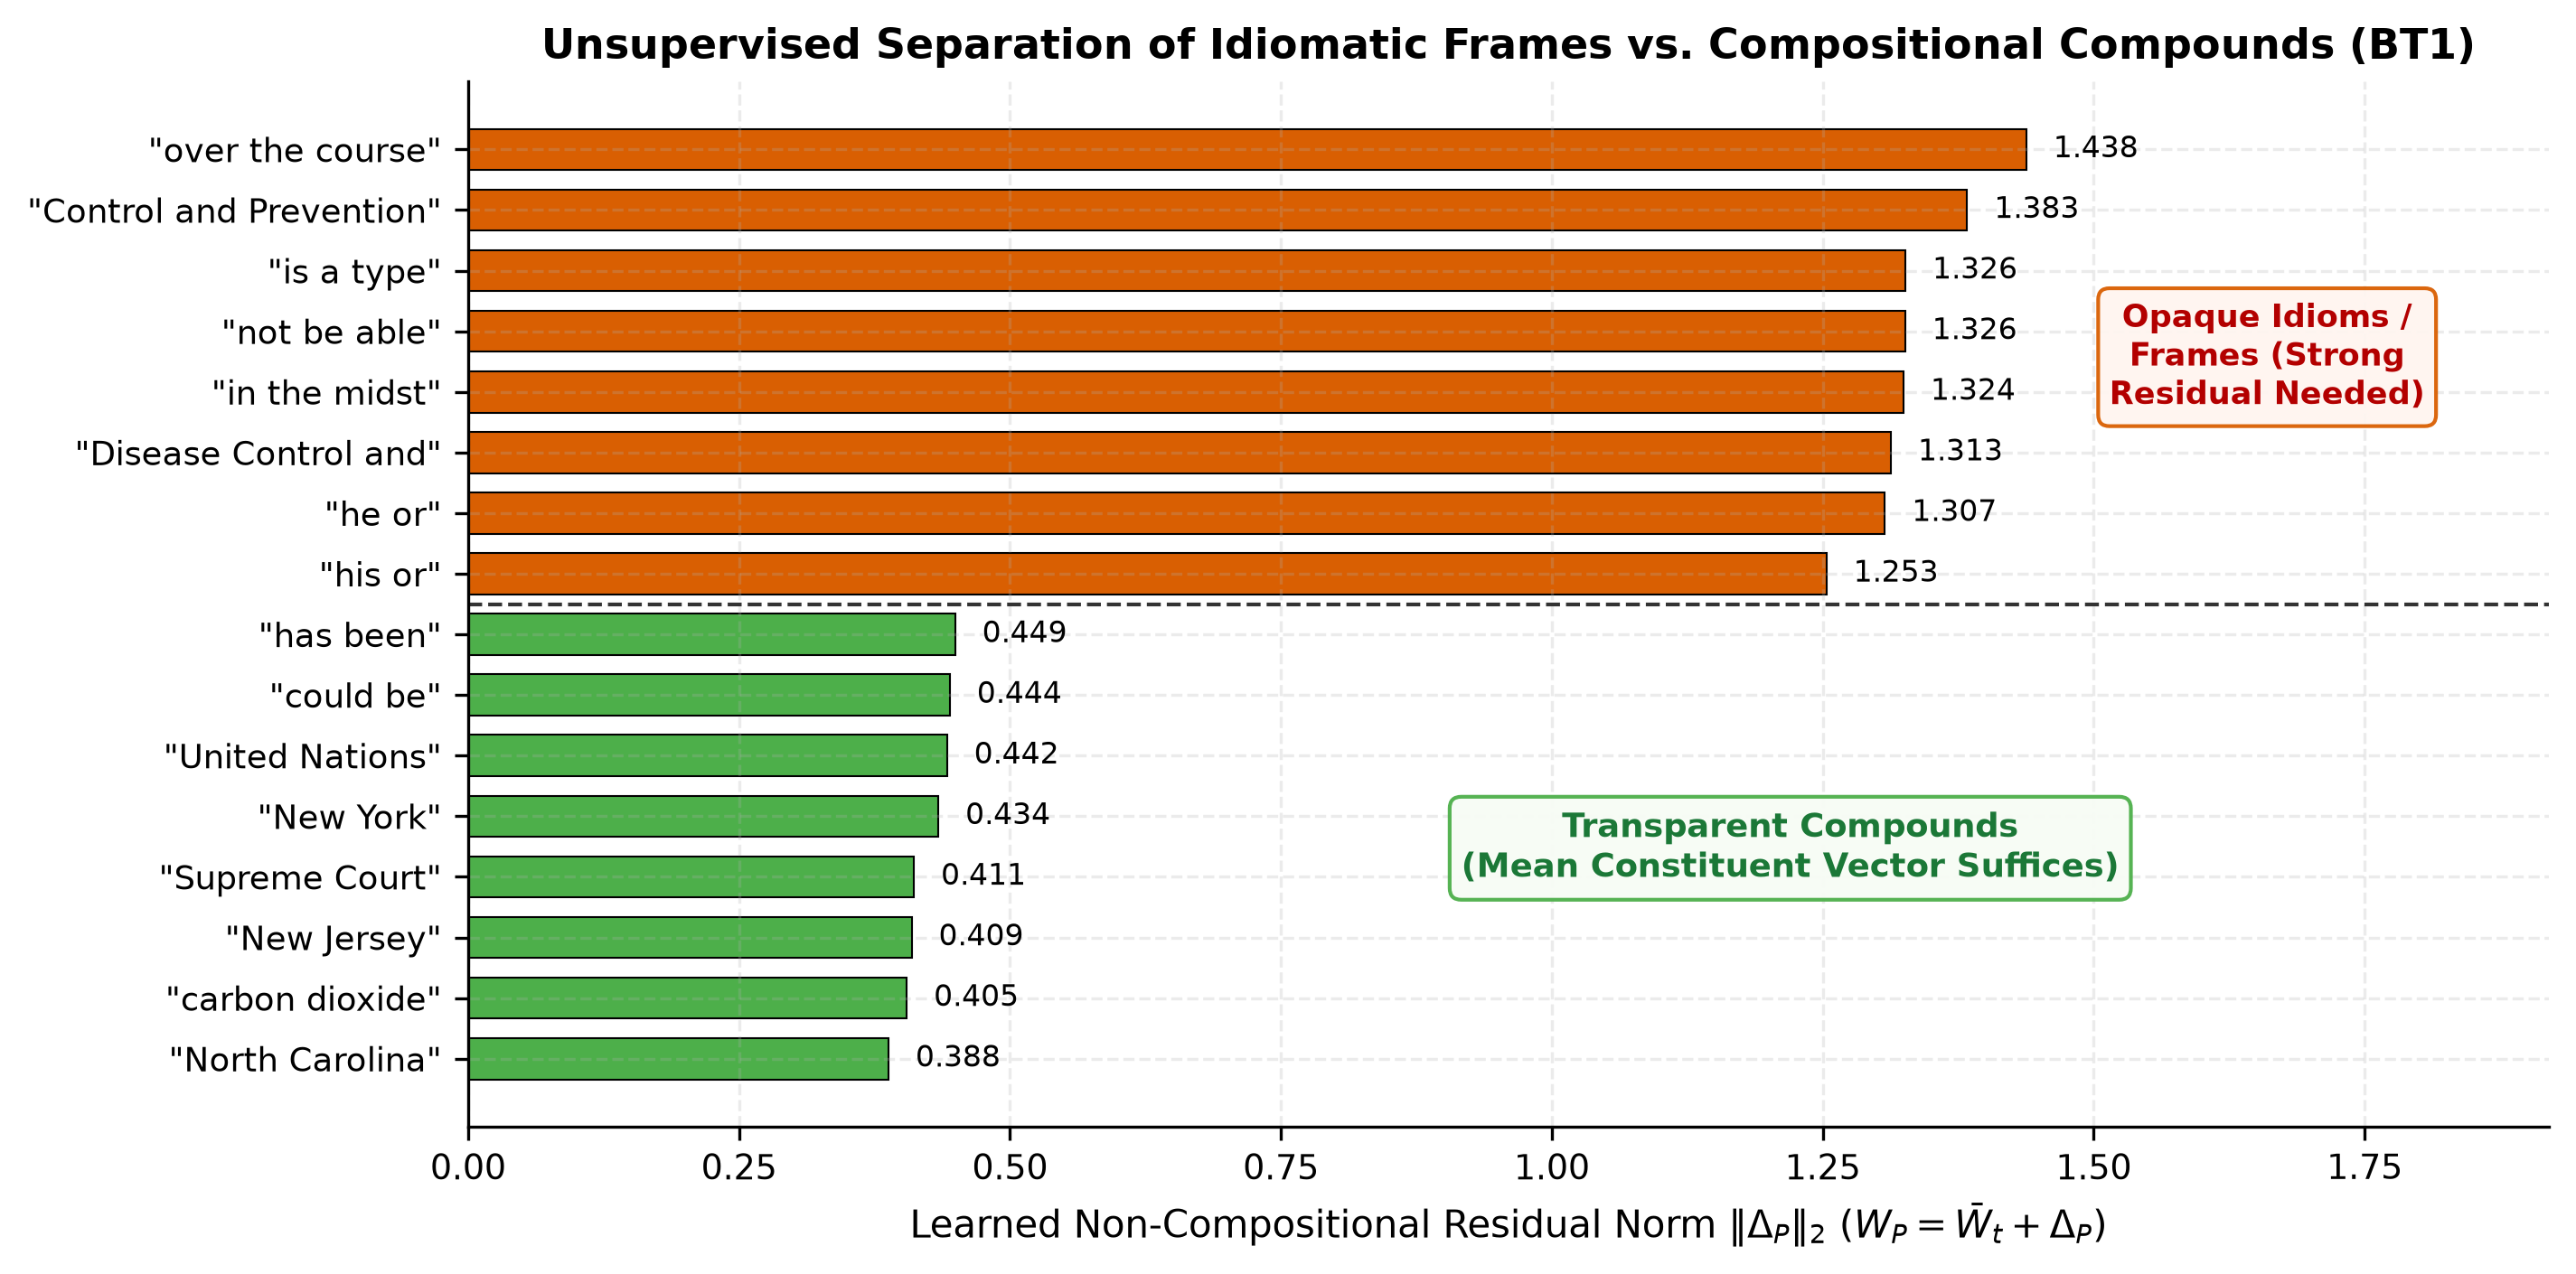 Unsupervised Separation of Idiomatic Frames vs. Compositional Compounds (BT1)
"over the course" 1.438
"Control and Prevention" 1.383
"is a type" 1.326
"not be able" 1.326
"in the midst" 1.324
"Disease Control and" 1.313
"he or" 1.307
"his or" 1.253
Opaque Idioms /
Frames (Strong
Residual Needed)
"has been" 0.449
"could be" 0.444
"United Nations" 0.442
"New York" 0.434
"Supreme Court" 0.411
"New Jersey" 0.409
"carbon dioxide" 0.405
"North Carolina" 0.388
Transparent Compounds
(Mean Constituent Vector Suffices)
0.00 0.25 0.50 0.75 1.00 1.25 1.50 1.75
Learned Non-Compositional Residual Norm ‖Δ_P‖₂ (W_P = W̄_t + Δ_P)